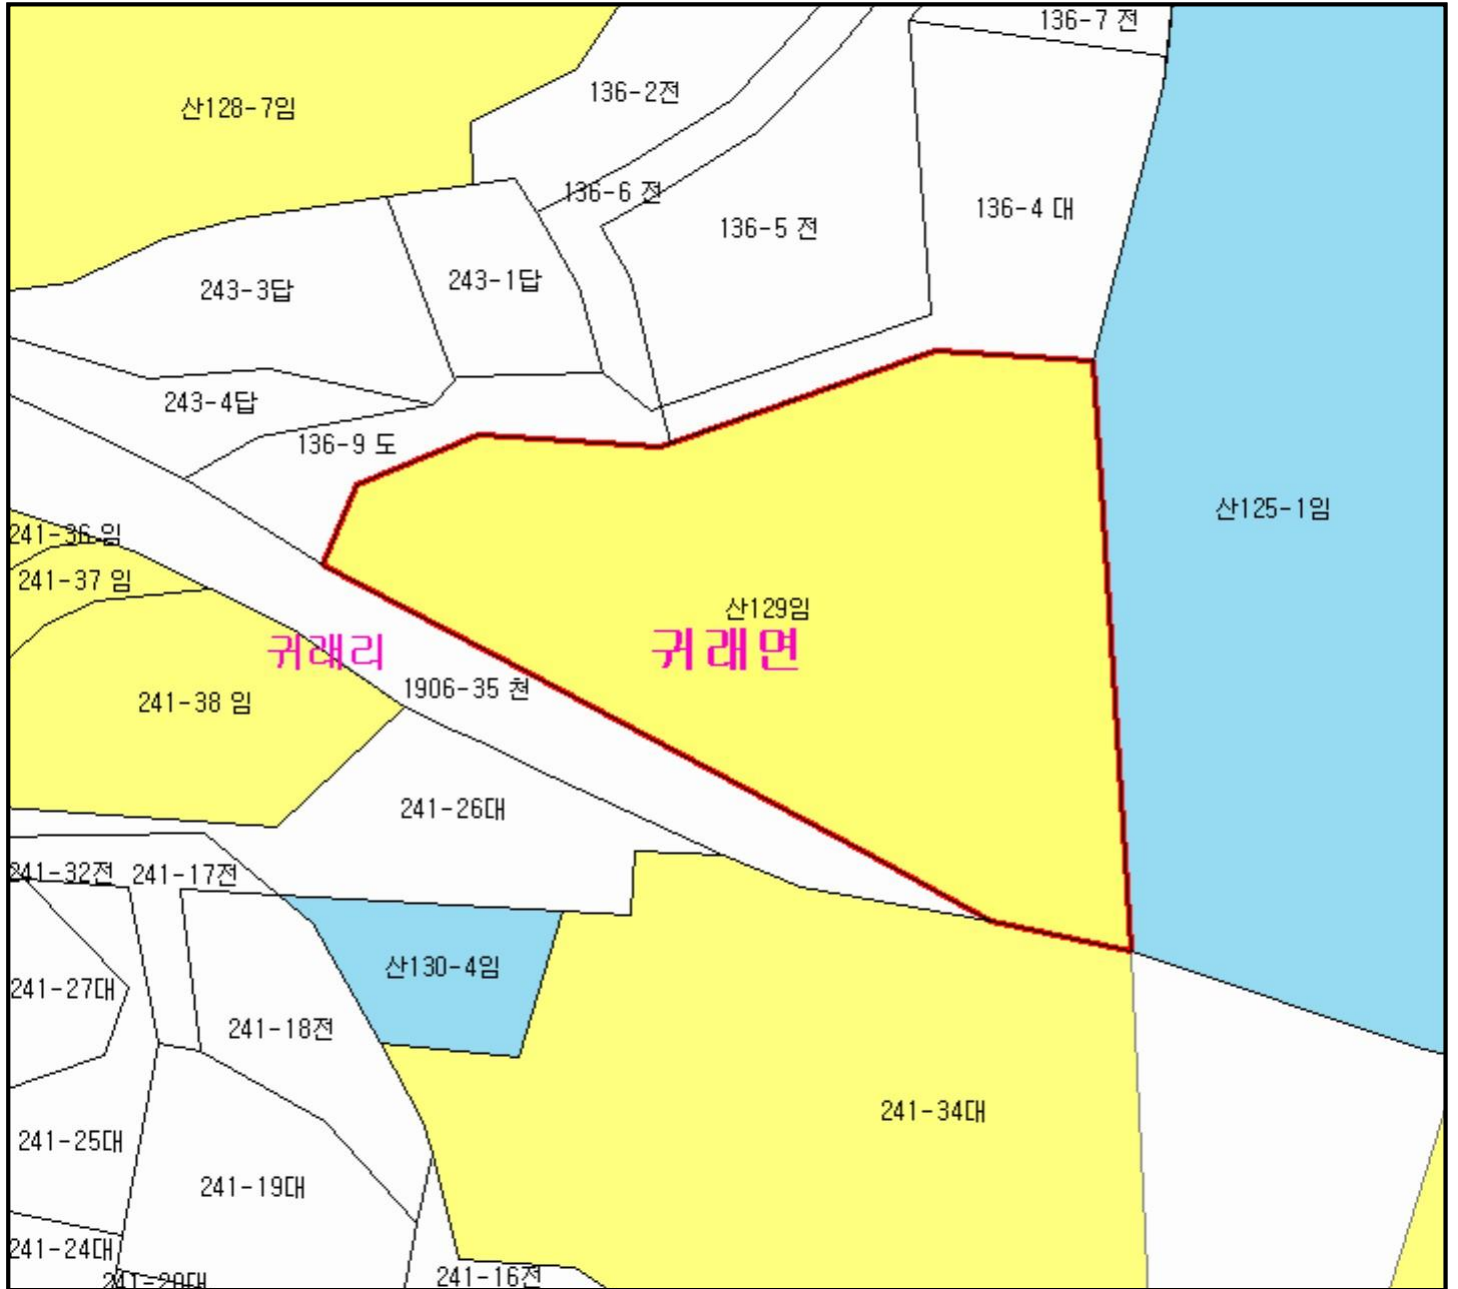 136-7 전
136-2전
산128-7임
136-6 전
136-4 대
136-5 전
243-1답
243-3답
243-4답
136-9 도
산125-1임
241-36 임
241-37 임
산129임
귀래리
귀래면
1906-35 천
241-38 임
241-26대
241-32전
241-17전
산130-4임
241-27대
241-18전
241-34대
241-25대
241-19대
241-24대
241-16전